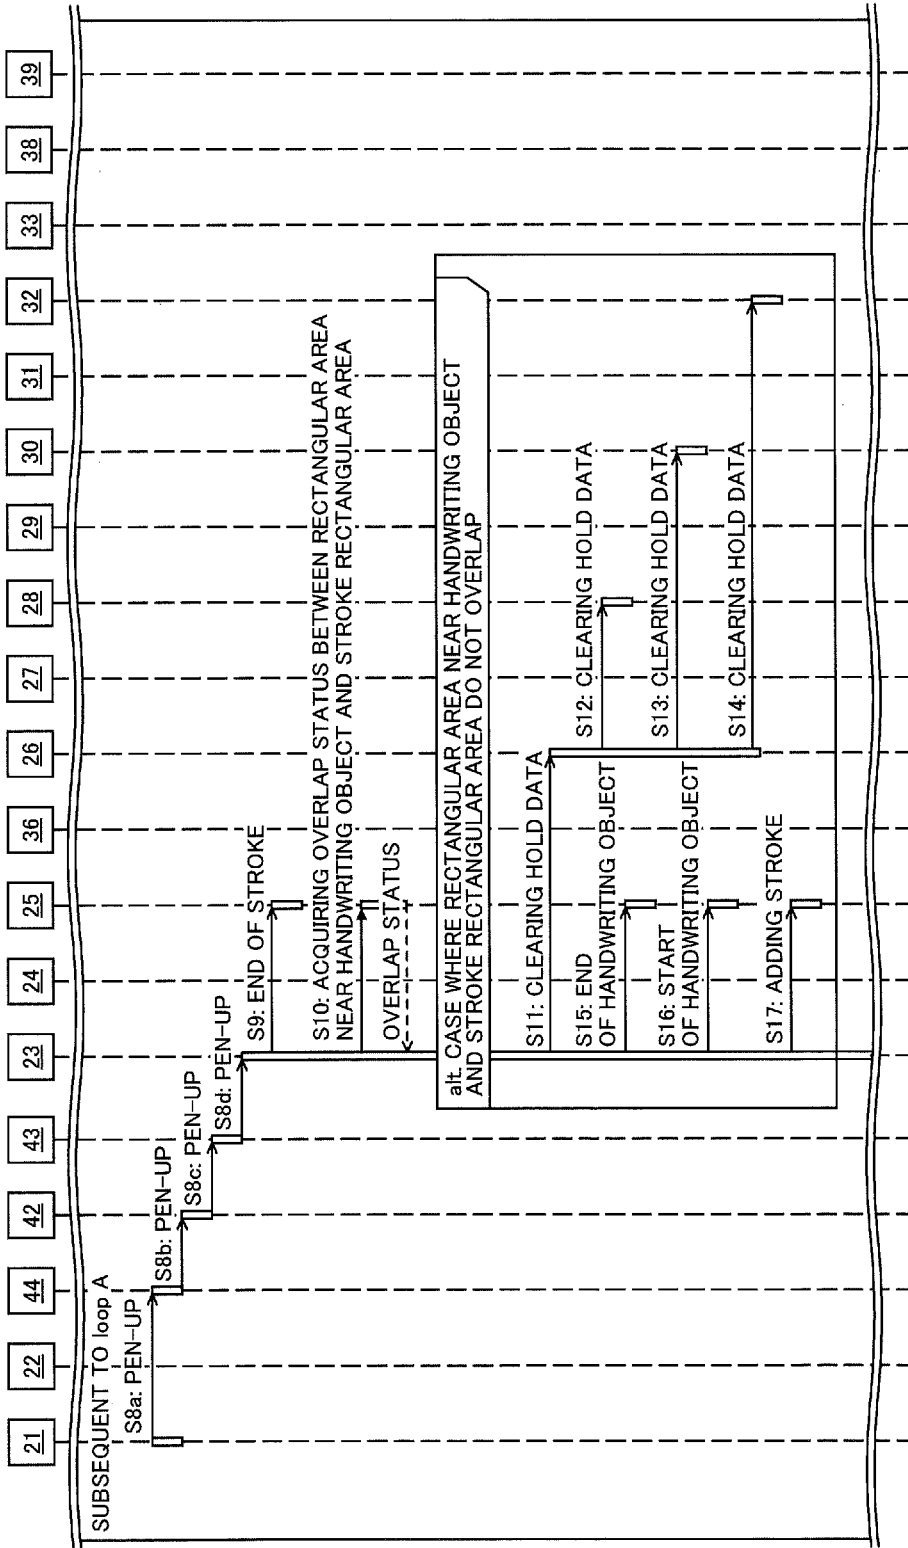 21
22
44
42
43
23
24
25
36
26
27
28
29
30
31
32
33
38
39
SUBSEQUENT TO loop A
S8a: PEN-UP
S8b: PEN-UP
S8c: PEN-UP
S8d: PEN-UP
S9: END OF STROKE
S10: ACQUIRING OVERLAP STATUS BETWEEN RECTANGULAR AREA
NEAR HANDWRITING OBJECT AND STROKE RECTANGULAR AREA
OVERLAP STATUS
alt. CASE WHERE RECTANGULAR AREA NEAR HANDWRITING OBJECT
AND STROKE RECTANGULAR AREA DO NOT OVERLAP
S11: CLEARING HOLD DATA
S12: CLEARING HOLD DATA
S13: CLEARING HOLD DATA
S14: CLEARING HOLD DATA
S15: END
OF HANDWRITING OBJECT
S16: START
OF HANDWRITING OBJECT
S17: ADDING STROKE